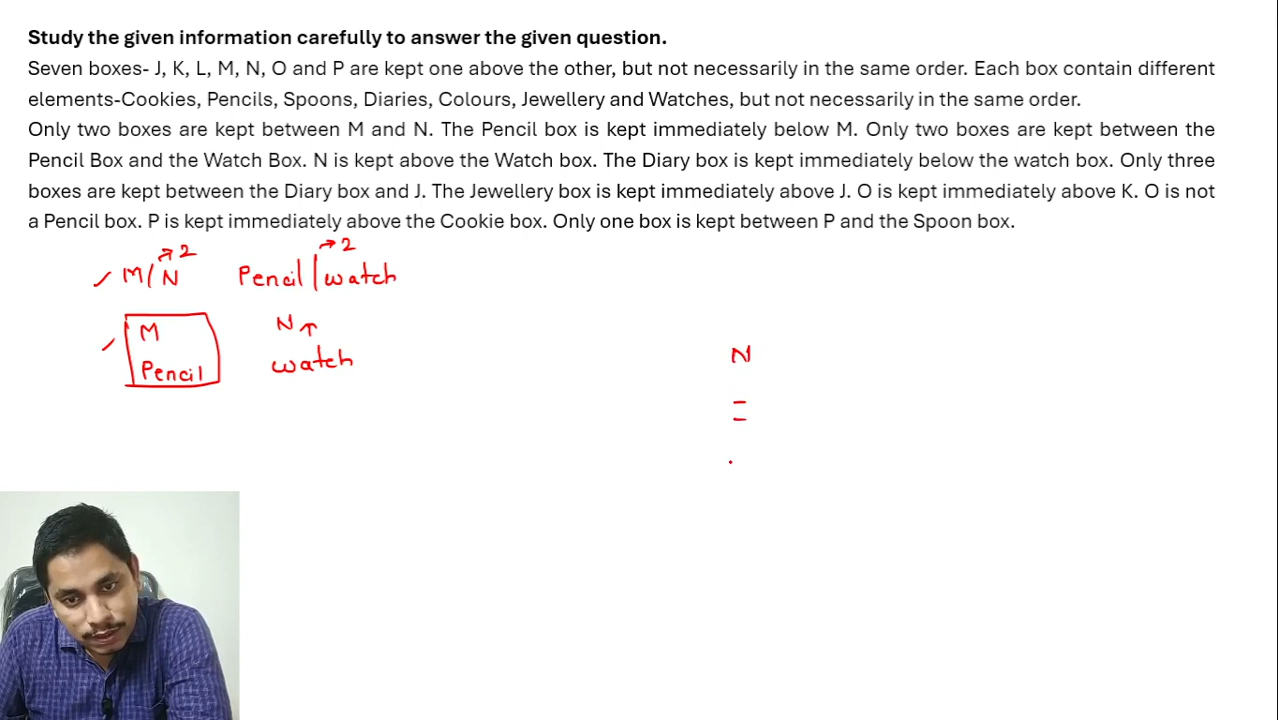 Study the given information carefully to answer the given question.
Seven boxes- J, K, L, M, N, O and P are kept one above the other, but not necessarily in the same order. Each box contain different
elements-Cookies, Pencils, Spoons, Diaries, Colours, Jewellery and Watches, but not necessarily in the same order.
Only two boxes are kept between M and N. The Pencil box is kept immediately below M. Only two boxes are kept between the
Pencil Box and the Watch Box. N is kept above the Watch box. The Diary box is kept immediately below the watch box. Only three
boxes are kept between the Diary box and J. The Jewellery box is kept immediately above J. O is kept immediately above K. O is not
a Pencil box. P is kept immediately above the Cookie box. Only one box is kept between P and the Spoon box.
✓ M/N →2 Pencil | watch →2
✓ M N ↑
Pencil watch
N